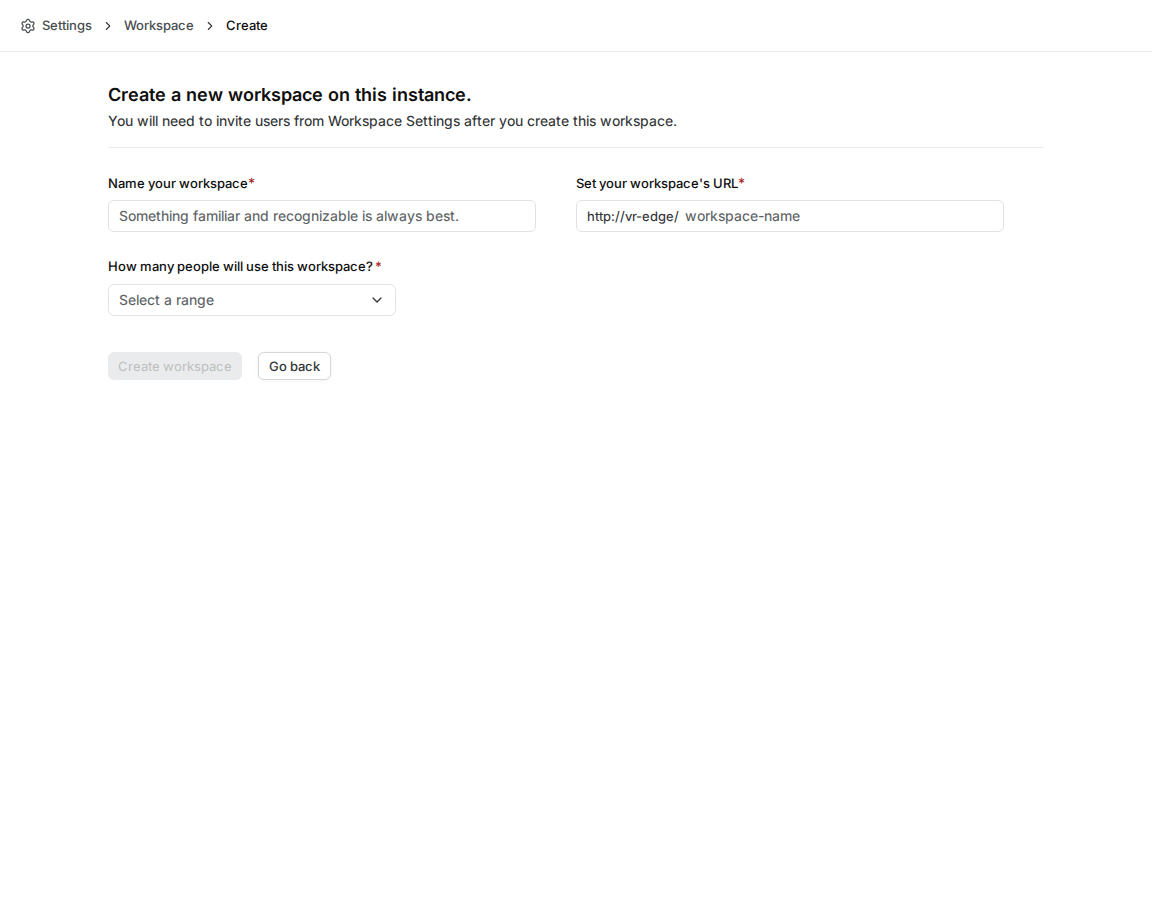 Settings > Workspace > Create
Create a new workspace on this instance.
You will need to invite users from Workspace Settings after you create this workspace.
Name your workspace*
Set your workspace's URL*
Something familiar and recognizable is always best.
http://vr-edge/ workspace-name
How many people will use this workspace?*
Select a range
Create workspace
Go back